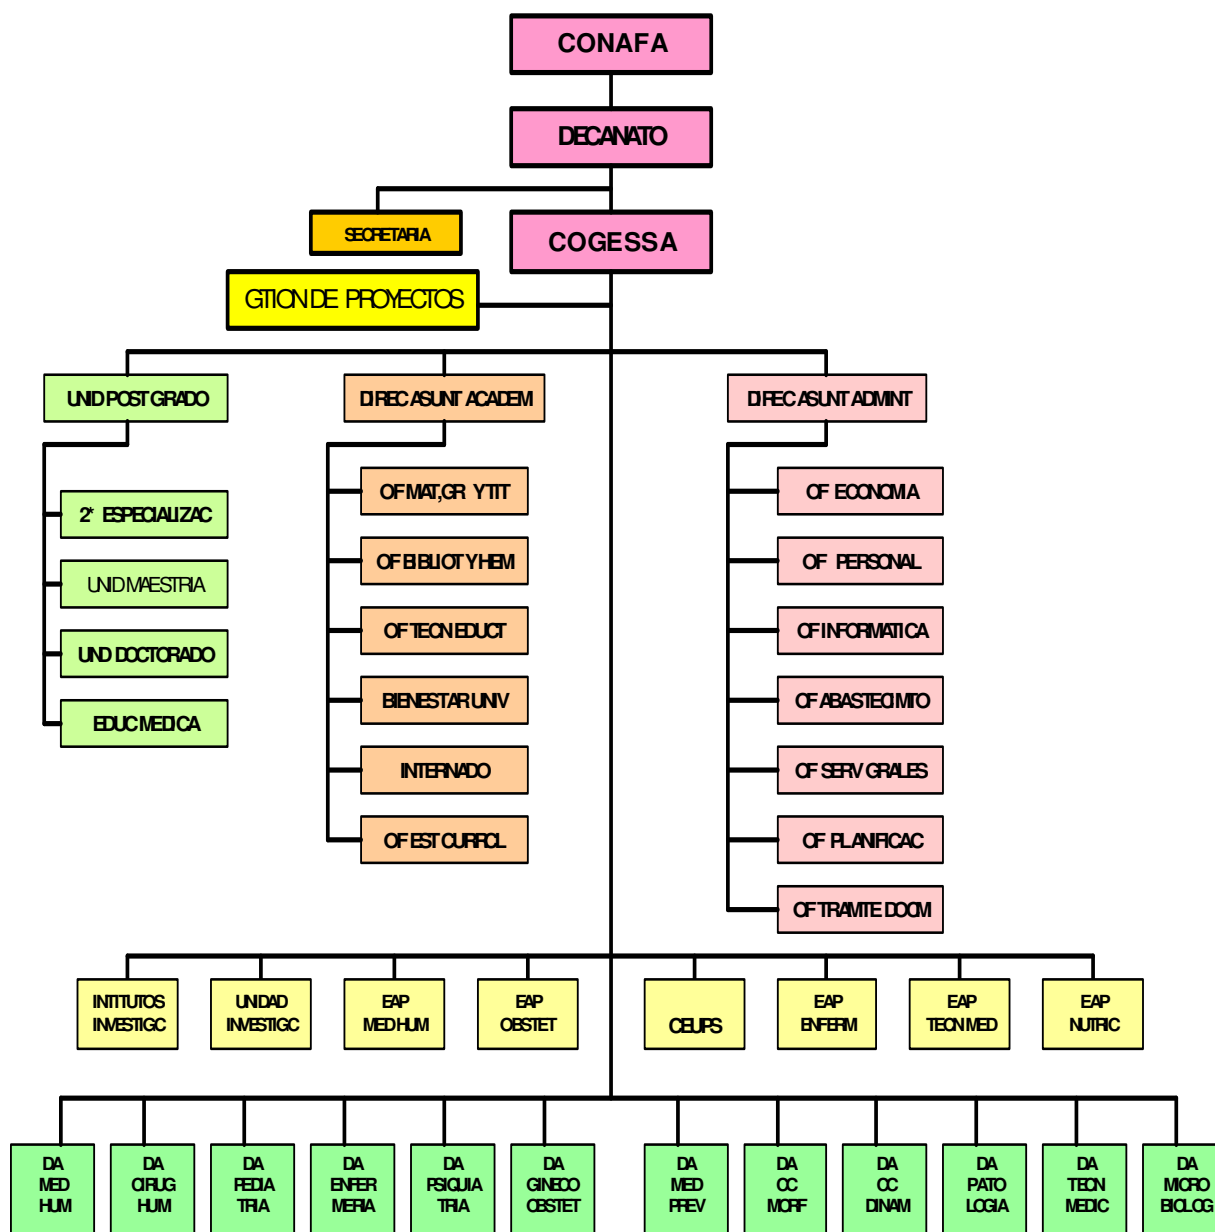 CONAFA
DECANATO
SECRETARIA
COGESSA
GTION DE PROYECTOS
UNID POST GRADO
DIREC ASUNT ACADEM
DIREC ASUNT ADMINT
2* ESPECIALIZAC
UNID MAESTRIA
UND DOCTORADO
EDUC MEDICA
OF MAT,GR Y TIT
OF BIBLIOT Y HEM
OF TECN EDUCT
BIENESTAR UNIV
INTERNADO
OF EST CURRCL
OF ECONOMIA
OF PERSONAL
OF INFORMATICA
OF ABASTECIMTO
OF SERV GRALES
OF PLANIFICAC
OF TRAMTE DOCM
INTITUTOS
INVESTIGC
UNIDAD
INVESTIGC
EAP
MED HUM
EAP
OBSTET
CEUPS
EAP
ENFERM
EAP
TECN MED
EAP
NUTRIC
DA
MED
HUM
DA
CIRUG
HUM
DA
PEDIA
TRIA
DA
ENFER
MERIA
DA
PSIQUIA
TRIA
DA
GINECO
OBSTET
DA
MED
PREV
DA
CC
MORF
DA
CC
DINAM
DA
PATO
LOGIA
DA
TECN
MEDIC
DA
MICRO
BIOLOG